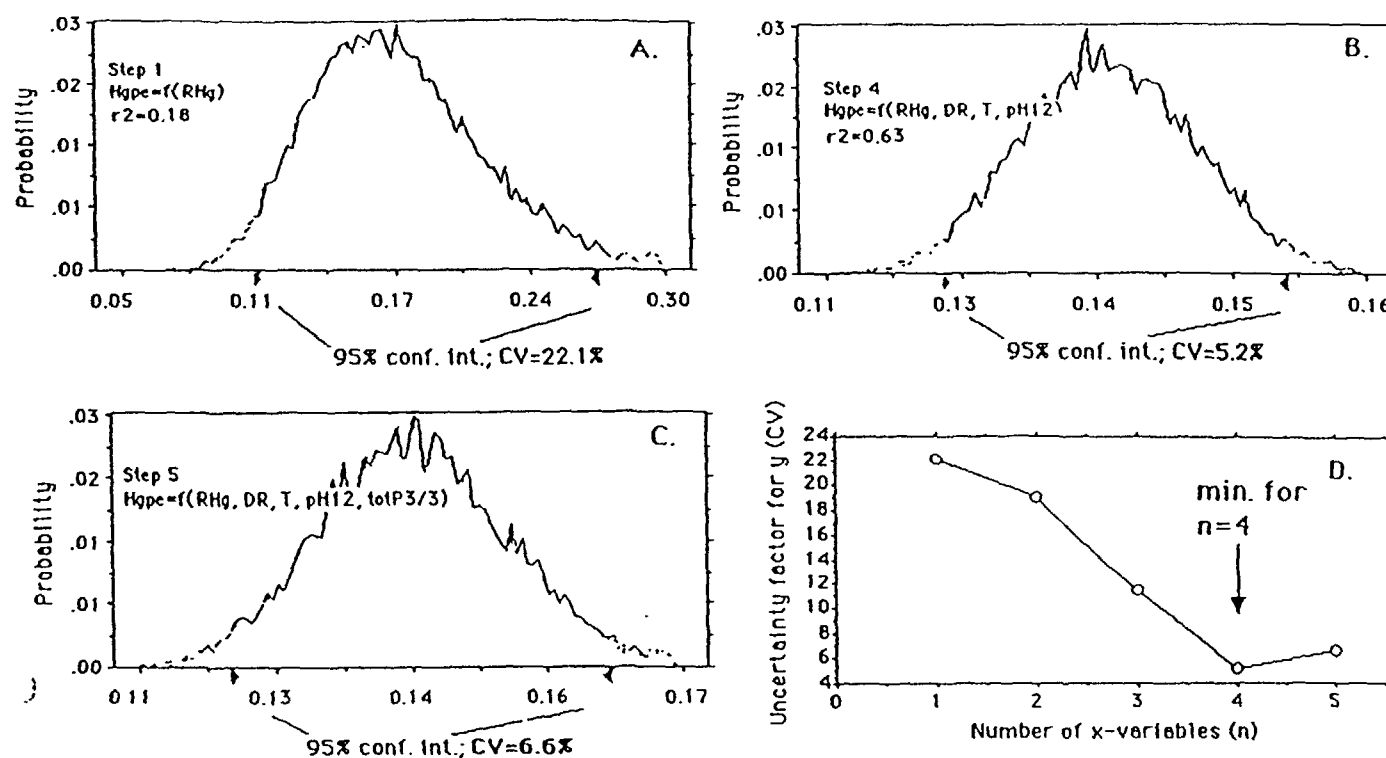 A.
Probability
.03
.02
.01
.01
.00
Step 1
Hgpe=f(RHg)
r2=0.18
0.05 0.11 0.17 0.24 0.30
95% conf. int.; CV=22.1%
B.
Probability
.03
.02
.01
.01
.00
Step 4
Hgpe=f(RHg, DR, T, pH12)
r2=0.63
0.11 0.13 0.14 0.15 0.16
95% conf. int.; CV=5.2%
C.
Probability
.03
.02
.01
.01
.00
Step 5
Hgpe=f(RHg, DR, T, pH12, totP3/3)
0.11 0.13 0.14 0.16 0.17
95% conf. int.; CV=6.6%
D.
Uncertainty factor for y (CV)
24
22
20
18
16
14
12
10
8
6
4
min. for
n=4
0 1 2 3 4 5
Number of x-variables (n)